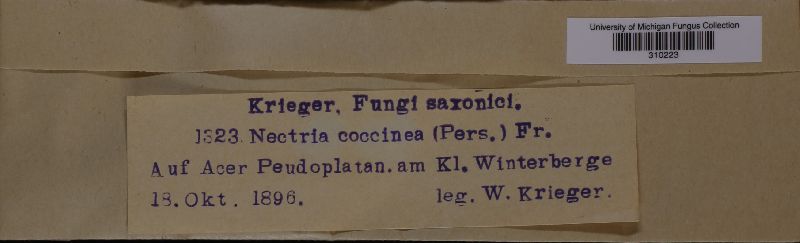 University of Michigan Fungus Collection
310223
Krieger, Fungi saxonici.
1323. Nectria coccinea (Pers.) Fr.
Auf Acer Peudoplatan. am Kl. Winterberge
18. Okt. 1896. leg. W. Krieger.